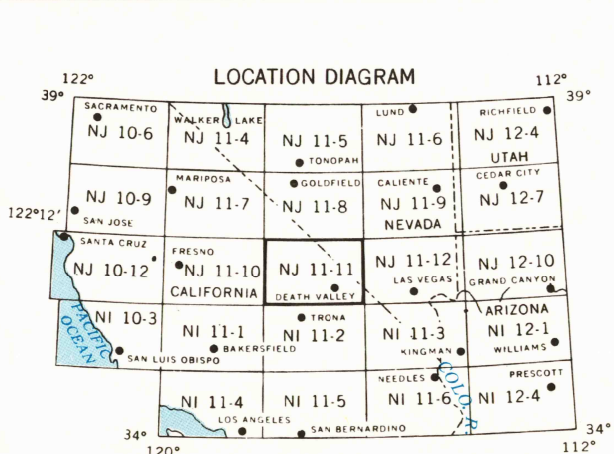 LOCATION DIAGRAM
122°
112°
39°
39°
SACRAMENTO
NJ 10-6
WALKER LAKE
NJ 11-4
NJ 11-5
TONOPAH
LUND
NJ 11-6
RICHFIELD
NJ 12-4
UTAH
NJ 10-9
SAN JOSE
MARIPOSA
NJ 11-7
GOLDFIELD
NJ 11-8
CALIENTE
NJ 11-9
NEVADA
CEDAR CITY
NJ 12-7
122°12'
SANTA CRUZ
NJ 10-12
FRESNO
NJ 11-10
CALIFORNIA
NJ 11-11
DEATH VALLEY
NJ 11-12
LAS VEGAS
NJ 12-10
GRAND CANYON
PACIFIC
OCEAN
NI 10-3
SAN LUIS OBISPO
NI 11-1
BAKERSFIELD
TRONA
NI 11-2
NI 11-3
KINGMAN
ARIZONA
NI 12-1
WILLIAMS
NI 11-4
LOS ANGELES
NI 11-5
SAN BERNARDINO
NEEDLES
NI 11-6
COLO. R.
PRESCOTT
NI 12-4
34°
34°
120°
112°